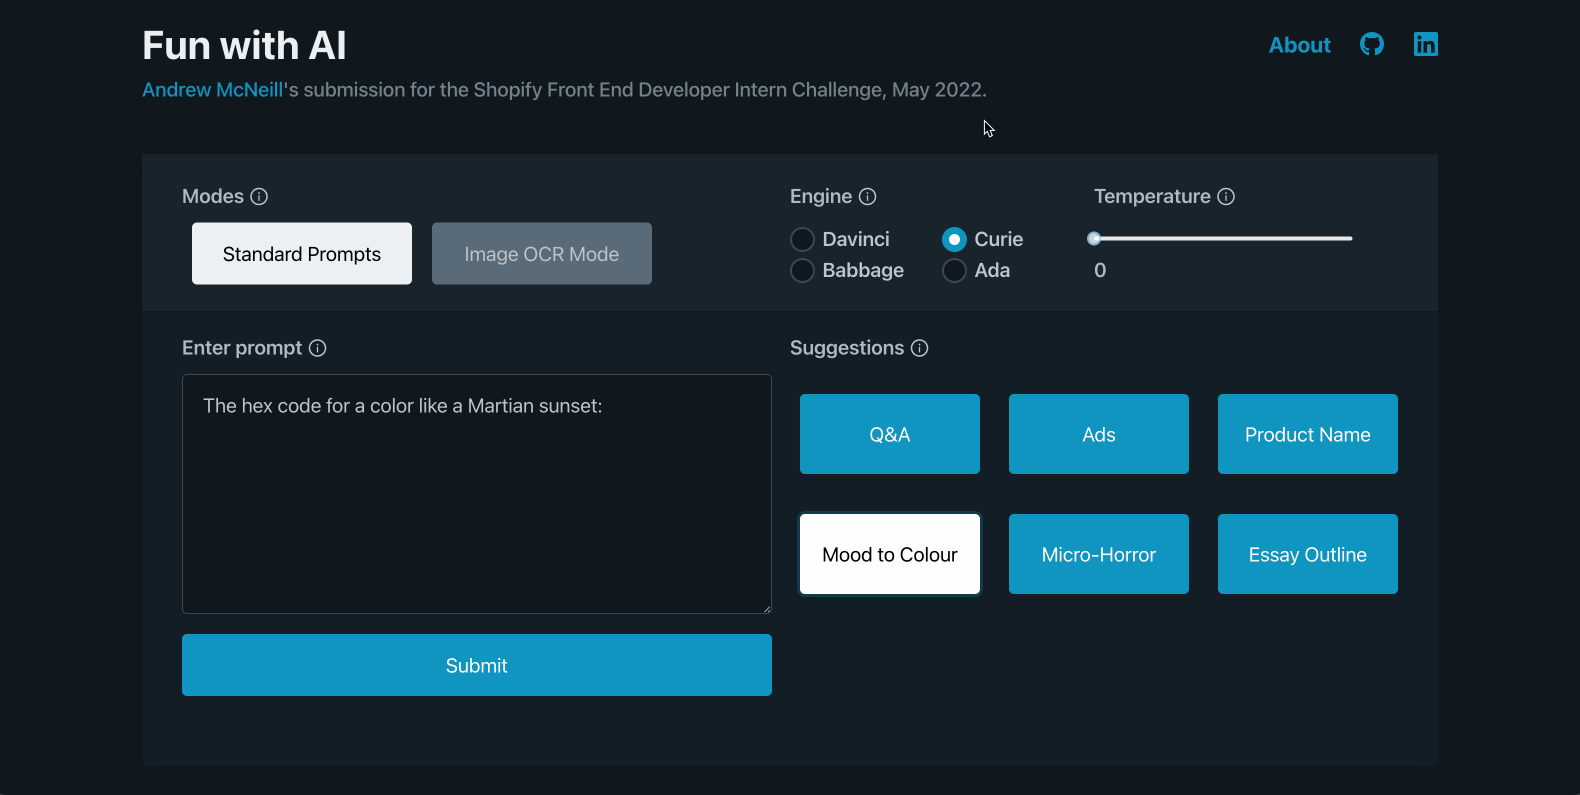 Fun with AI
About
Andrew McNeill's submission for the Shopify Front End Developer Intern Challenge, May 2022.
Modes
Standard Prompts
Image OCR Mode
Engine
Davinci
Curie
Babbage
Ada
Temperature
0
Enter prompt
The hex code for a color like a Martian sunset:
Submit
Suggestions
Q&A
Ads
Product Name
Mood to Colour
Micro-Horror
Essay Outline